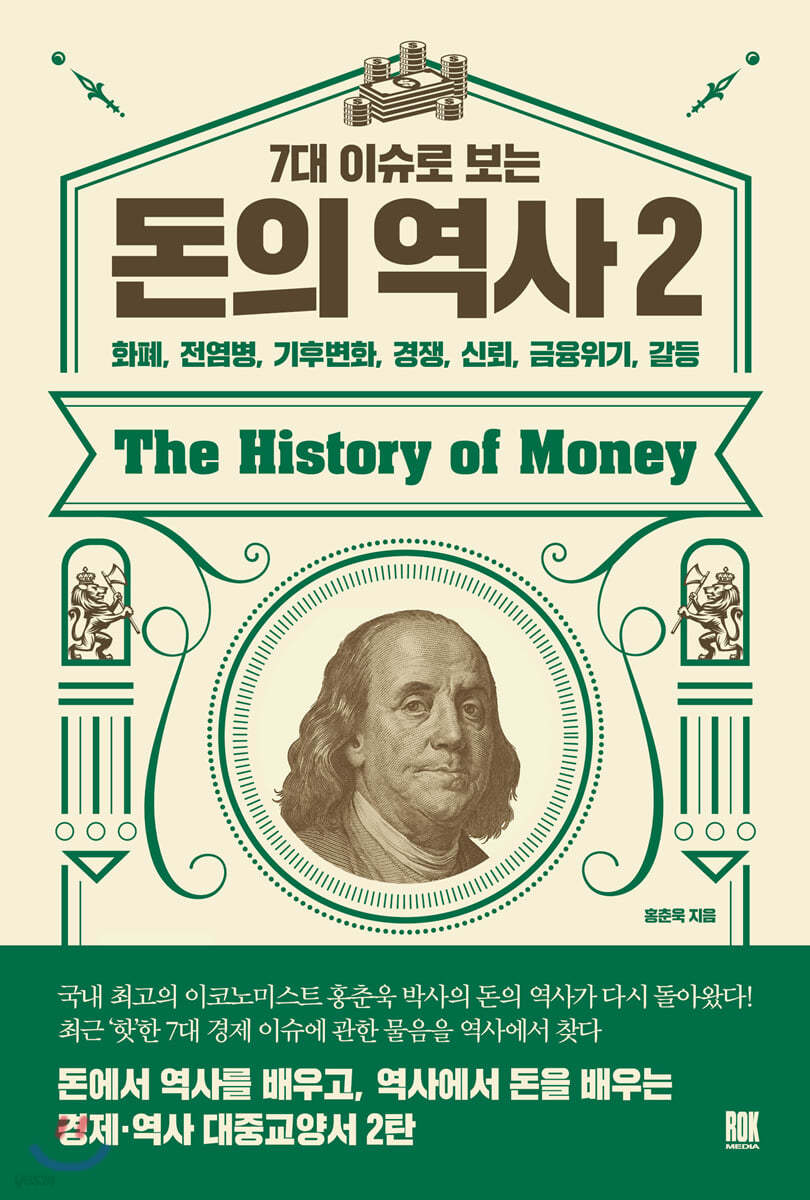 7대 이슈로 보는
돈의 역사 2
화폐, 전염병, 기후변화, 경쟁, 신뢰, 금융위기, 갈등
The History of Money
홍춘욱 지음
국내 최고의 이코노미스트 홍춘욱 박사의 돈의 역사가 다시 돌아왔다!
최근 ‘핫’한 7대 경제 이슈에 관한 물음을 역사에서 찾다
돈에서 역사를 배우고, 역사에서 돈을 배우는
경제·역사 대중교양서 2탄
ROK
MEDIA
yes24